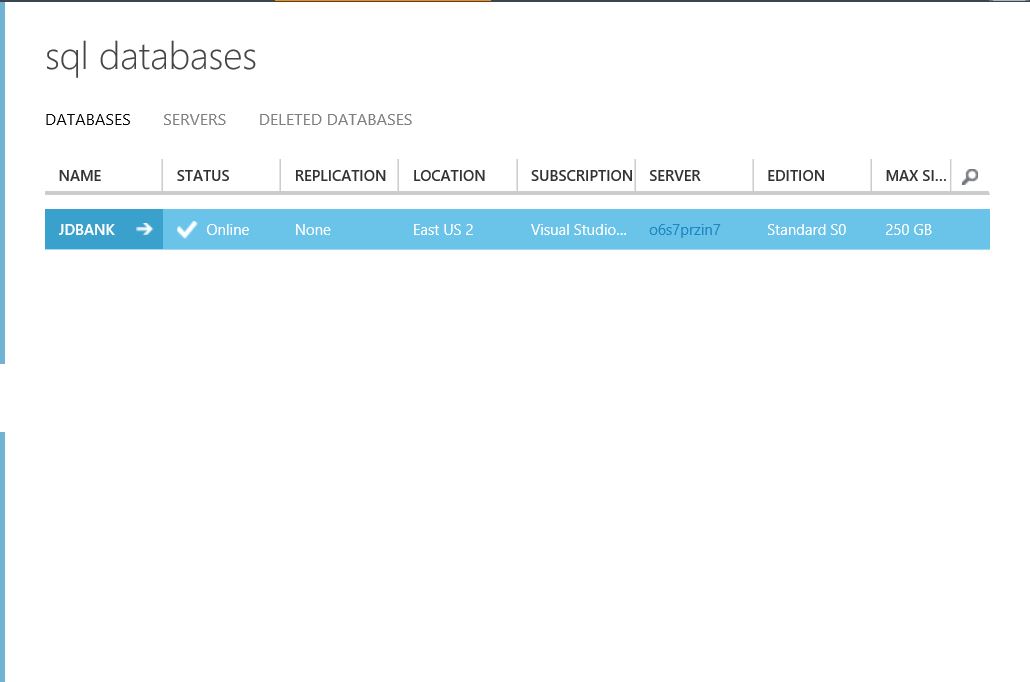 sql databases
DATABASES SERVERS DELETED DATABASES
NAME STATUS REPLICATION LOCATION SUBSCRIPTION SERVER EDITION MAX SI...
JDBANK Online None East US 2 Visual Studio... o6s7przin7 Standard S0 250 GB